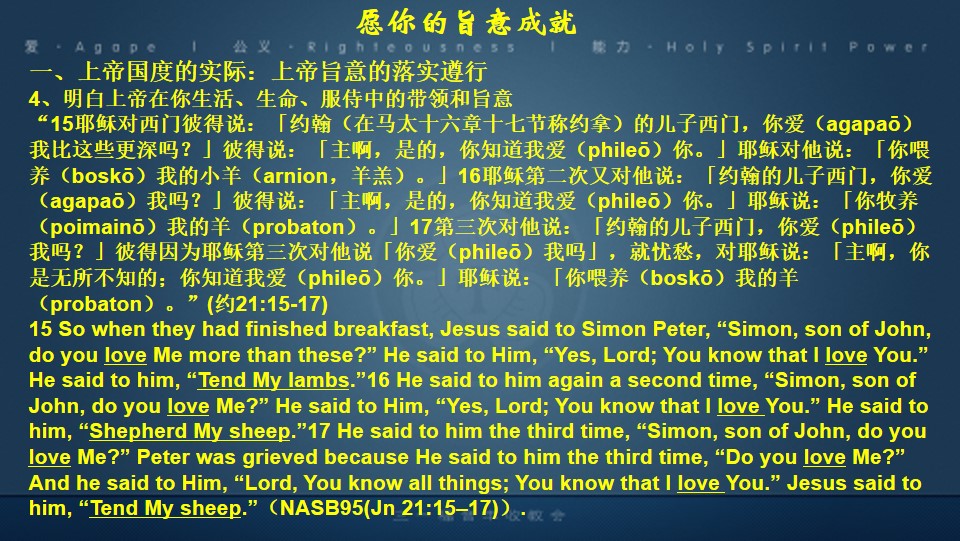 愿你的旨意成就
爱·Agape | 公义·Righteousness | 能力·Holy Spirit Power
一、上帝国度的实际：上帝旨意的落实遵行
4、明白上帝在你生活、生命、服侍中的带领和旨意
“15耶稣对西门彼得说：「约翰（在马太十六章十七节称约拿）的儿子西门，你爱（agapaō）
我比这些更深吗？」彼得说：「主啊，是的，你知道我爱（phileō）你。」耶稣对他说：「你喂
养（boskō）我的小羊（arnion，羊羔）。」16耶稣第二次又对他说：「约翰的儿子西门，你爱
（agapaō）我吗？」彼得说：「主啊，是的，你知道我爱（phileō）你。」耶稣说：「你牧养
（poimainō）我的羊（probaton）。」17第三次对他说：「约翰的儿子西门，你爱（phileō）
我吗？」彼得因为耶稣第三次对他说「你爱（phileō）我吗」，就忧愁，对耶稣说：「主啊，你
是无所不知的；你知道我爱（phileō）你。」耶稣说：「你喂养（boskō）我的羊
（probaton）。”(约21:15-17)
15 So when they had finished breakfast, Jesus said to Simon Peter, “Simon, son of John,
do you love Me more than these?” He said to Him, “Yes, Lord; You know that I love You.”
He said to him, “Tend My lambs.”16 He said to him again a second time, “Simon, son of
John, do you love Me?” He said to Him, “Yes, Lord; You know that I love You.” He said to
him, “Shepherd My sheep.”17 He said to him the third time, “Simon, son of John, do you
love Me?” Peter was grieved because He said to him the third time, “Do you love Me?”
And he said to Him, “Lord, You know all things; You know that I love You.” Jesus said to
him, “Tend My sheep.”（NASB95(Jn 21:15–17)）.